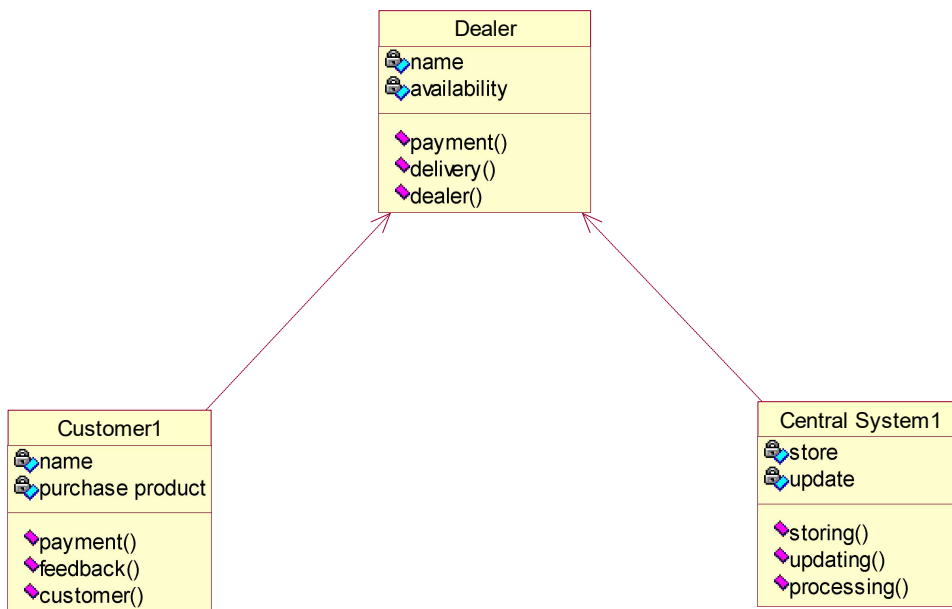 Dealer
name
availability
payment()
delivery()
dealer()
Customer1
name
purchase product
payment()
feedback()
customer()
Central System1
store
update
storing()
updating()
processing()